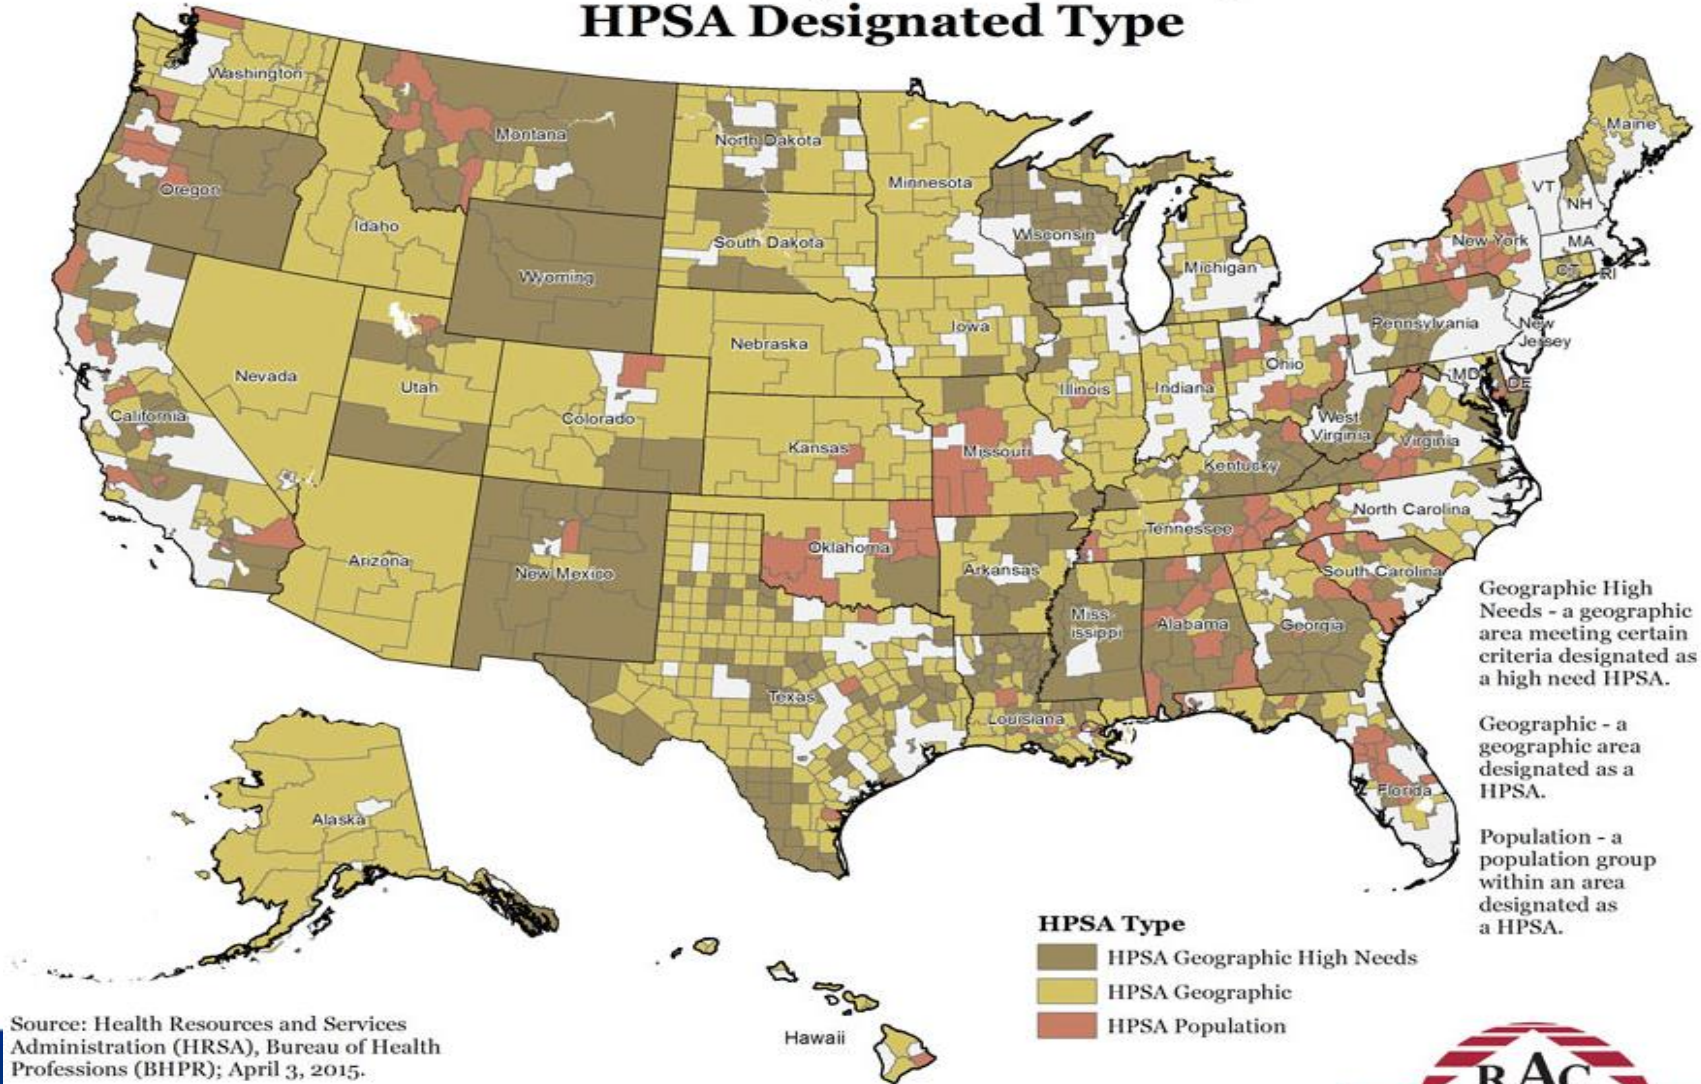 HPSA Designated Type
Washington
Montana
North Dakota
Minnesota
Maine
Oregon
Idaho
South Dakota
Wisconsin
Michigan
New York
VT
NH
MA
CT
RI
Wyoming
Nebraska
Iowa
Pennsylvania
New
Jersey
Nevada
Utah
Colorado
Kansas
Missouri
Illinois
Indiana
Ohio
MD
DE
West
Virginia
Virginia
California
Kentucky
Arizona
New Mexico
Oklahoma
Arkansas
Tennessee
North Carolina
South Carolina
Miss-
issippi
Alabama
Georgia
Texas
Louisiana
Florida
Alaska
Hawaii
Geographic High
Needs - a geographic
area meeting certain
criteria designated as
a high need HPSA.
Geographic - a
geographic area
designated as a
HPSA.
Population - a
population group
within an area
designated as
a HPSA.
HPSA Type
HPSA Geographic High Needs
HPSA Geographic
HPSA Population
Source: Health Resources and Services
Administration (HRSA), Bureau of Health
Professions (BHPR); April 3, 2015.
RAC